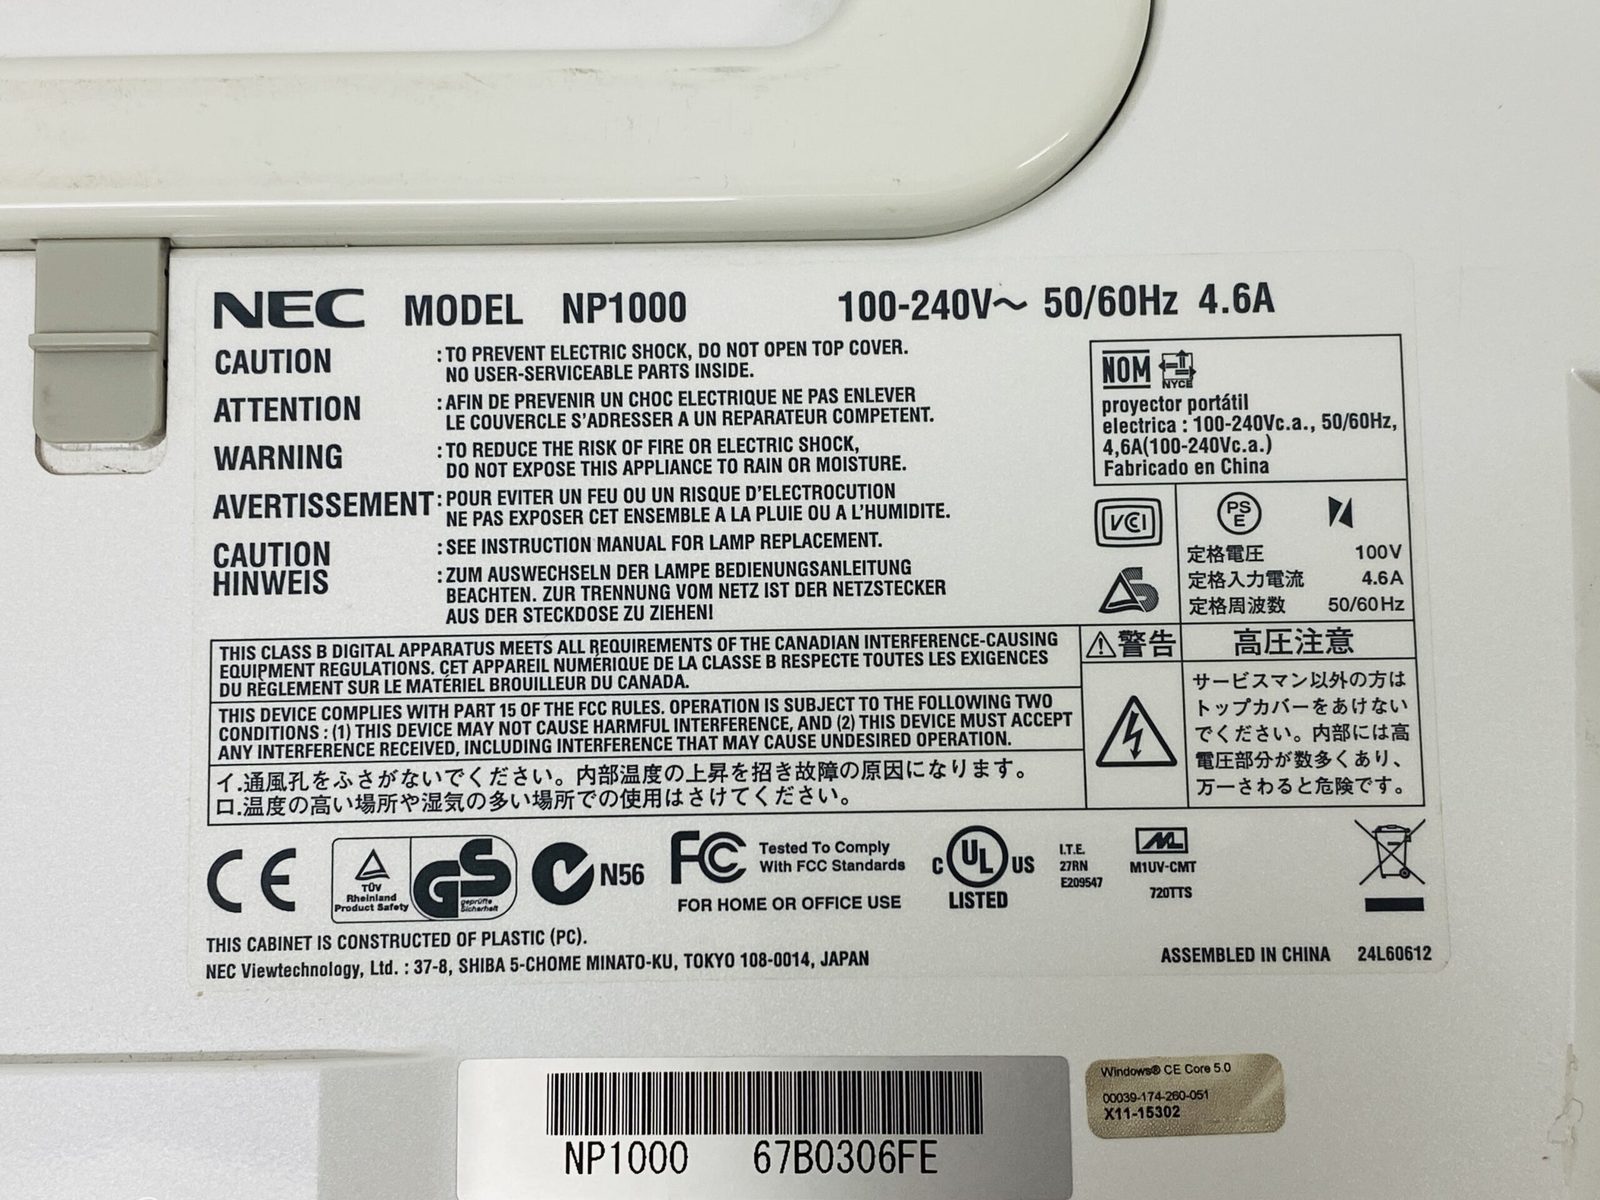 NEC MODEL NP1000 100-240V~ 50/60Hz 4.6A
CAUTION : TO PREVENT ELECTRIC SHOCK, DO NOT OPEN TOP COVER.
NO USER-SERVICEABLE PARTS INSIDE.
ATTENTION : AFIN DE PREVENIR UN CHOC ELECTRIQUE NE PAS ENLEVER
LE COUVERCLE S'ADRESSER A UN REPARATEUR COMPETENT.
WARNING : TO REDUCE THE RISK OF FIRE OR ELECTRIC SHOCK,
DO NOT EXPOSE THIS APPLIANCE TO RAIN OR MOISTURE.
AVERTISSEMENT : POUR EVITER UN FEU OU UN RISQUE D'ELECTROCUTION
NE PAS EXPOSER CET ENSEMBLE A LA PLUIE OU A L'HUMIDITE.
CAUTION : SEE INSTRUCTION MANUAL FOR LAMP REPLACEMENT.
HINWEIS : ZUM AUSWECHSELN DER LAMPE BEDIENUNGSANLEITUNG
BEACHTEN. ZUR TRENNUNG VOM NETZ IST DER NETZSTECKER
AUS DER STECKDOSE ZU ZIEHEN!
NOM NYCE
proyector portátil
electrica : 100-240Vc.a., 50/60Hz,
4,6A(100-240Vc.a.)
Fabricado en China
VCI
PS
E
定格電圧 100V
定格入力電流 4.6A
定格周波数 50/60Hz
THIS CLASS B DIGITAL APPARATUS MEETS ALL REQUIREMENTS OF THE CANADIAN INTERFERENCE-CAUSING
EQUIPMENT REGULATIONS. CET APPAREIL NUMÉRIQUE DE LA CLASSE B RESPECTE TOUTES LES EXIGENCES
DU RÈGLEMENT SUR LE MATÉRIEL BROUILLEUR DU CANADA.
THIS DEVICE COMPLIES WITH PART 15 OF THE FCC RULES. OPERATION IS SUBJECT TO THE FOLLOWING TWO
CONDITIONS : (1) THIS DEVICE MAY NOT CAUSE HARMFUL INTERFERENCE, AND (2) THIS DEVICE MUST ACCEPT
ANY INTERFERENCE RECEIVED, INCLUDING INTERFERENCE THAT MAY CAUSE UNDESIRED OPERATION.
イ.通風孔をふさがないでください。内部温度の上昇を招き故障の原因になります。
ロ.温度の高い場所や湿気の多い場所での使用はさけてください。
警告 高圧注意
サービスマン以外の方は
トップカバーをあけない
でください。内部には高
電圧部分が数多くあり、
万一さわると危険です。
CE
TÜV
Rheinland
Product Safety
GS
geprüfte
Sicherheit
N56
FC Tested To Comply
With FCC Standards
FOR HOME OR OFFICE USE
C UL US
LISTED
I.T.E.
27RN
E209547
M1UV-CMT
720TTS
THIS CABINET IS CONSTRUCTED OF PLASTIC (PC).
NEC Viewtechnology, Ltd. : 37-8, SHIBA 5-CHOME MINATO-KU, TOKYO 108-0014, JAPAN
ASSEMBLED IN CHINA 24L60612
NP1000 67B0306FE
Windows® CE Core 5.0
00039-174-260-051
X11-15302